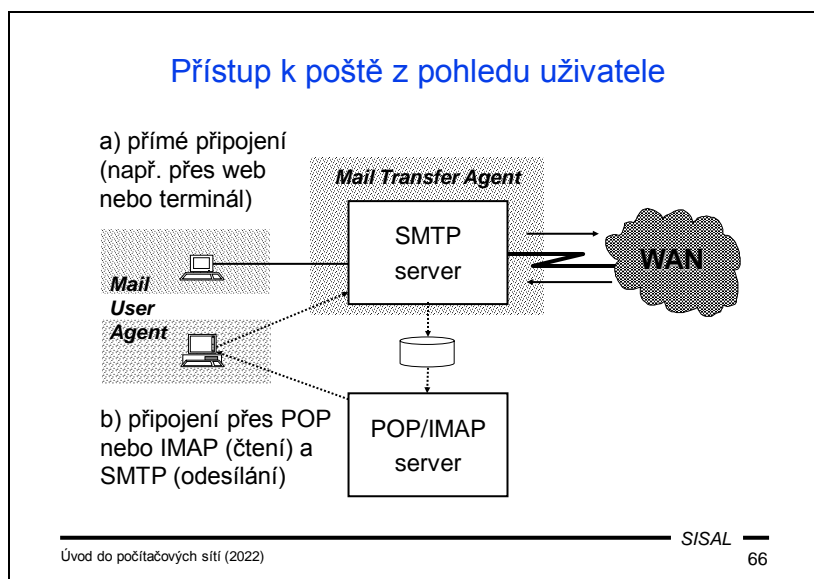 Přístup k poště z pohledu uživatele
a) přímé připojení
(např. přes web
nebo terminál)
Mail Transfer Agent
SMTP
server
WAN
Mail
User
Agent
b) připojení přes POP
nebo IMAP (čtení) a
SMTP (odesílání)
POP/IMAP
server
SISAL
Úvod do počítačových sítí (2022)
66